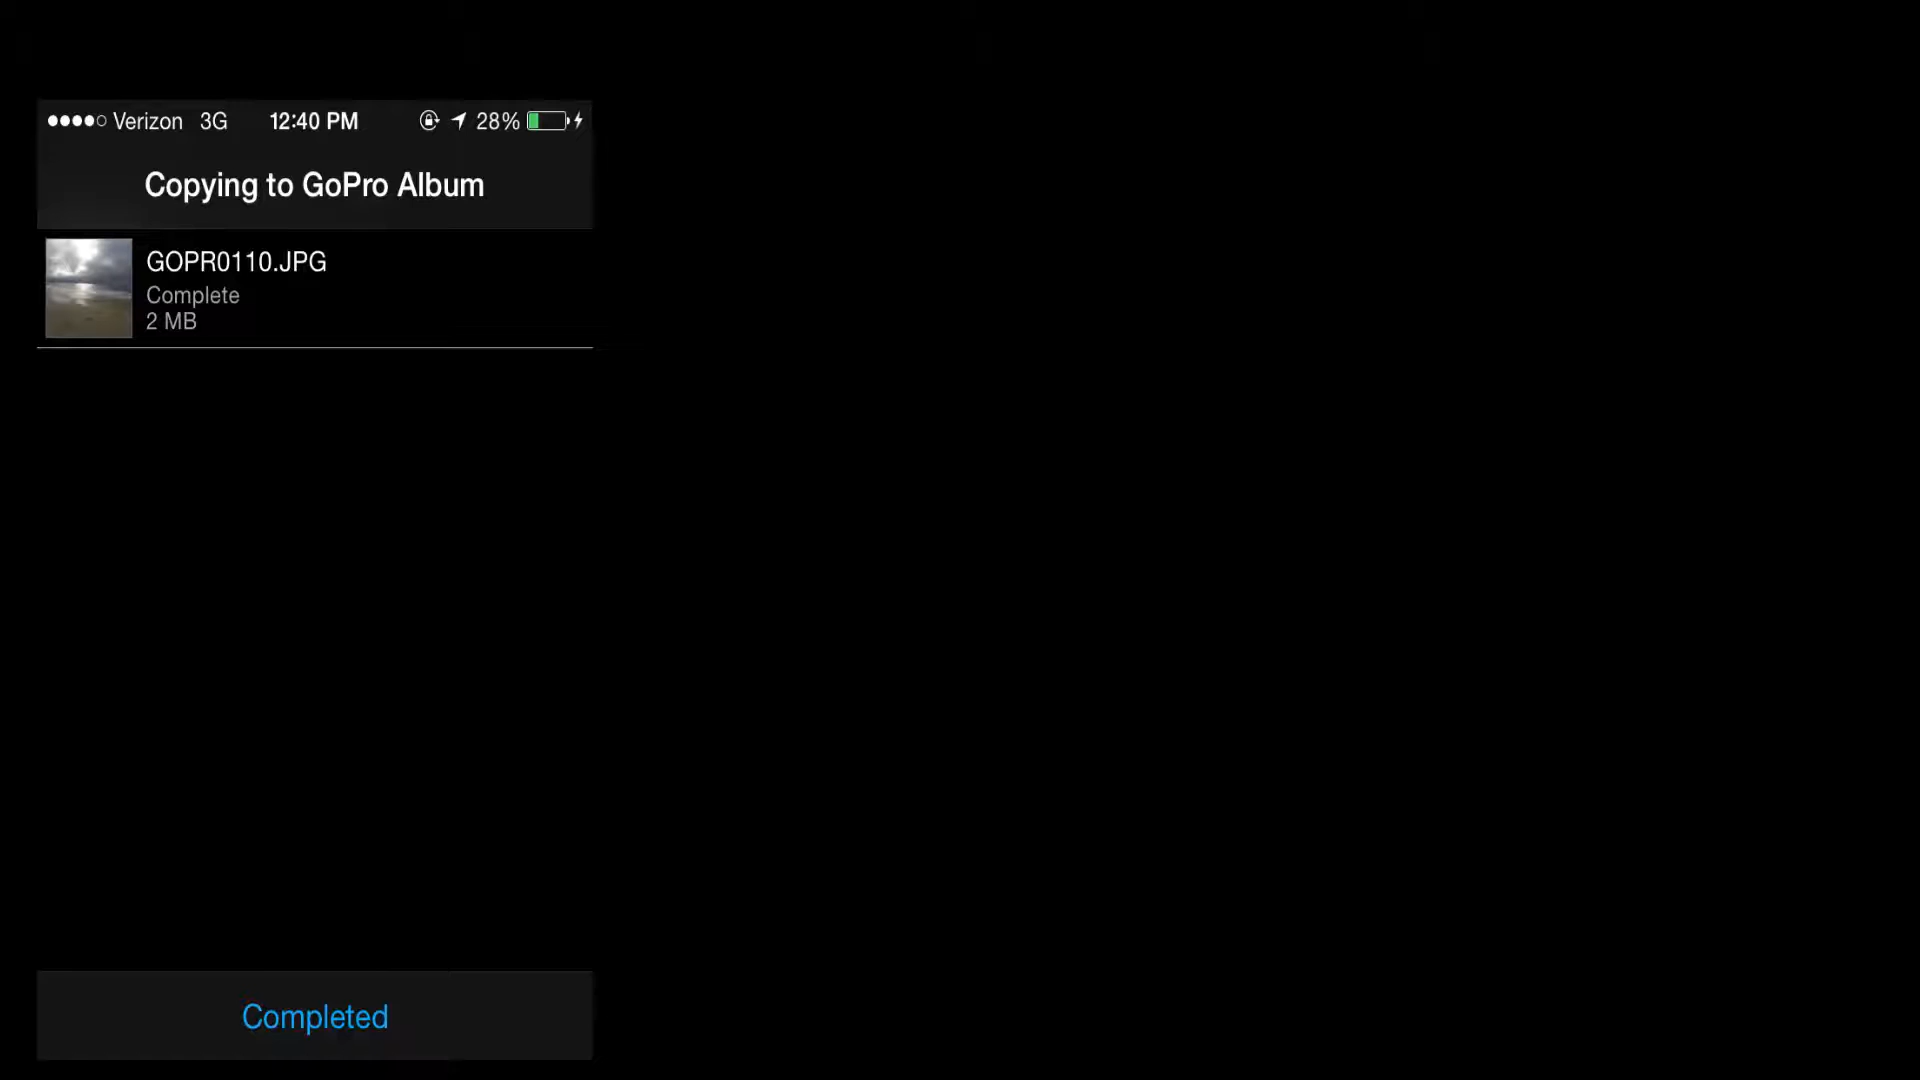 Verizon 3G 12:40 PM 28%
Copying to GoPro Album
GOPR0110.JPG
Complete
2 MB
Completed